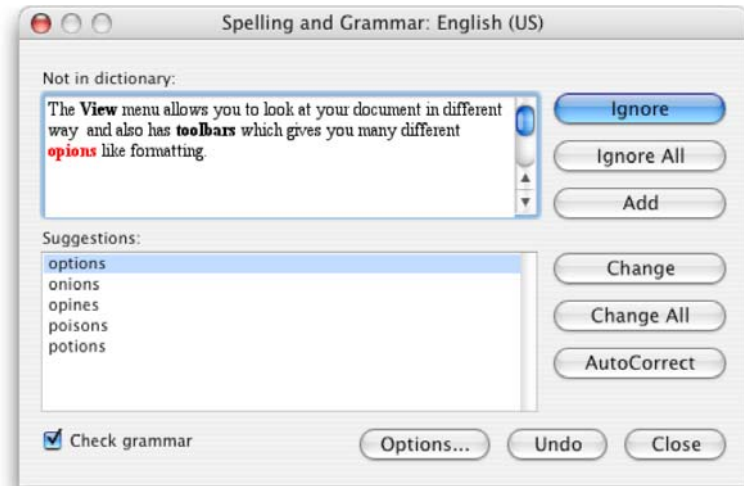 Spelling and Grammar: English (US)
Not in dictionary:
The View menu allows you to look at your document in different
way and also has toolbars which gives you many different
opions like formatting.
Ignore
Ignore All
Add
Suggestions:
options
onions
opines
poisons
potions
Change
Change All
AutoCorrect
Check grammar
Options...
Undo
Close